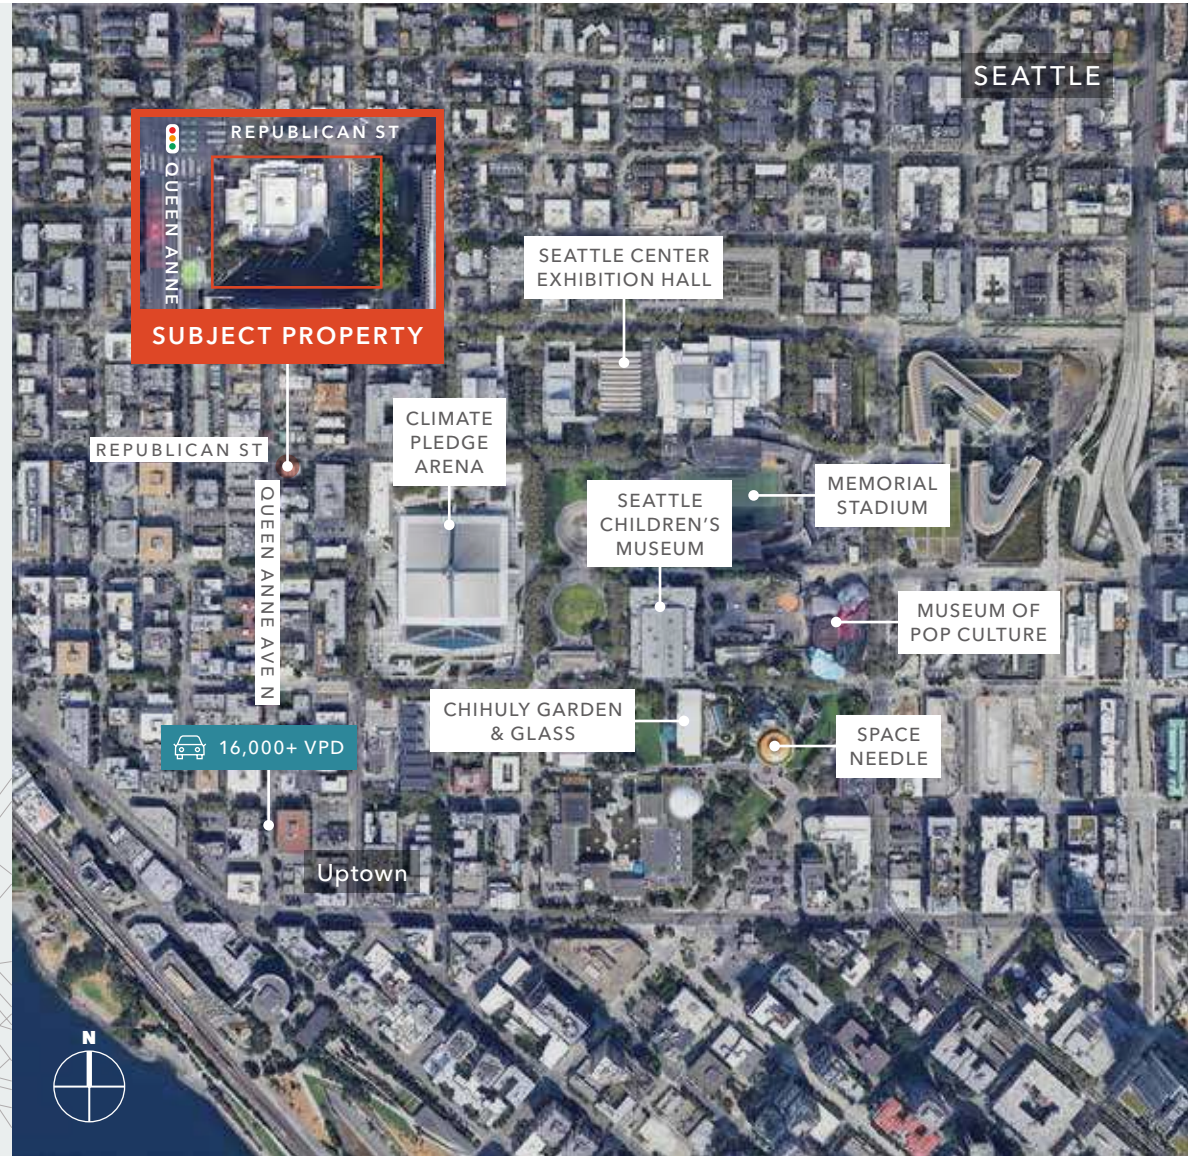 SEATTLE
REPUBLICAN ST
QUEEN ANNE
SUBJECT PROPERTY
SEATTLE CENTER
EXHIBITION HALL
CLIMATE
PLEDGE
ARENA
REPUBLICAN ST
QUEEN ANNE AVE N
SEATTLE
CHILDREN'S
MUSEUM
MEMORIAL
STADIUM
MUSEUM OF
POP CULTURE
CHIHULY GARDEN
& GLASS
SPACE
NEEDLE
16,000+ VPD
Uptown
N